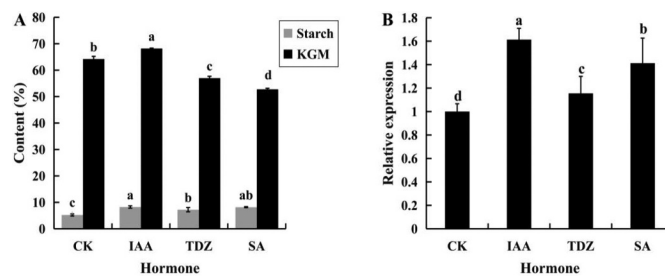 A
80
70
60
50
40
30
20
10
0
Content (%)
Starch
KGM
b
a
c
d
c
a
b
ab
CK IAA TDZ SA
Hormone
B
1.8
1.6
1.4
1.2
1
0.8
0.6
0.4
0.2
0
Relative expression
d
a
c
b
CK IAA TDZ SA
Hormone